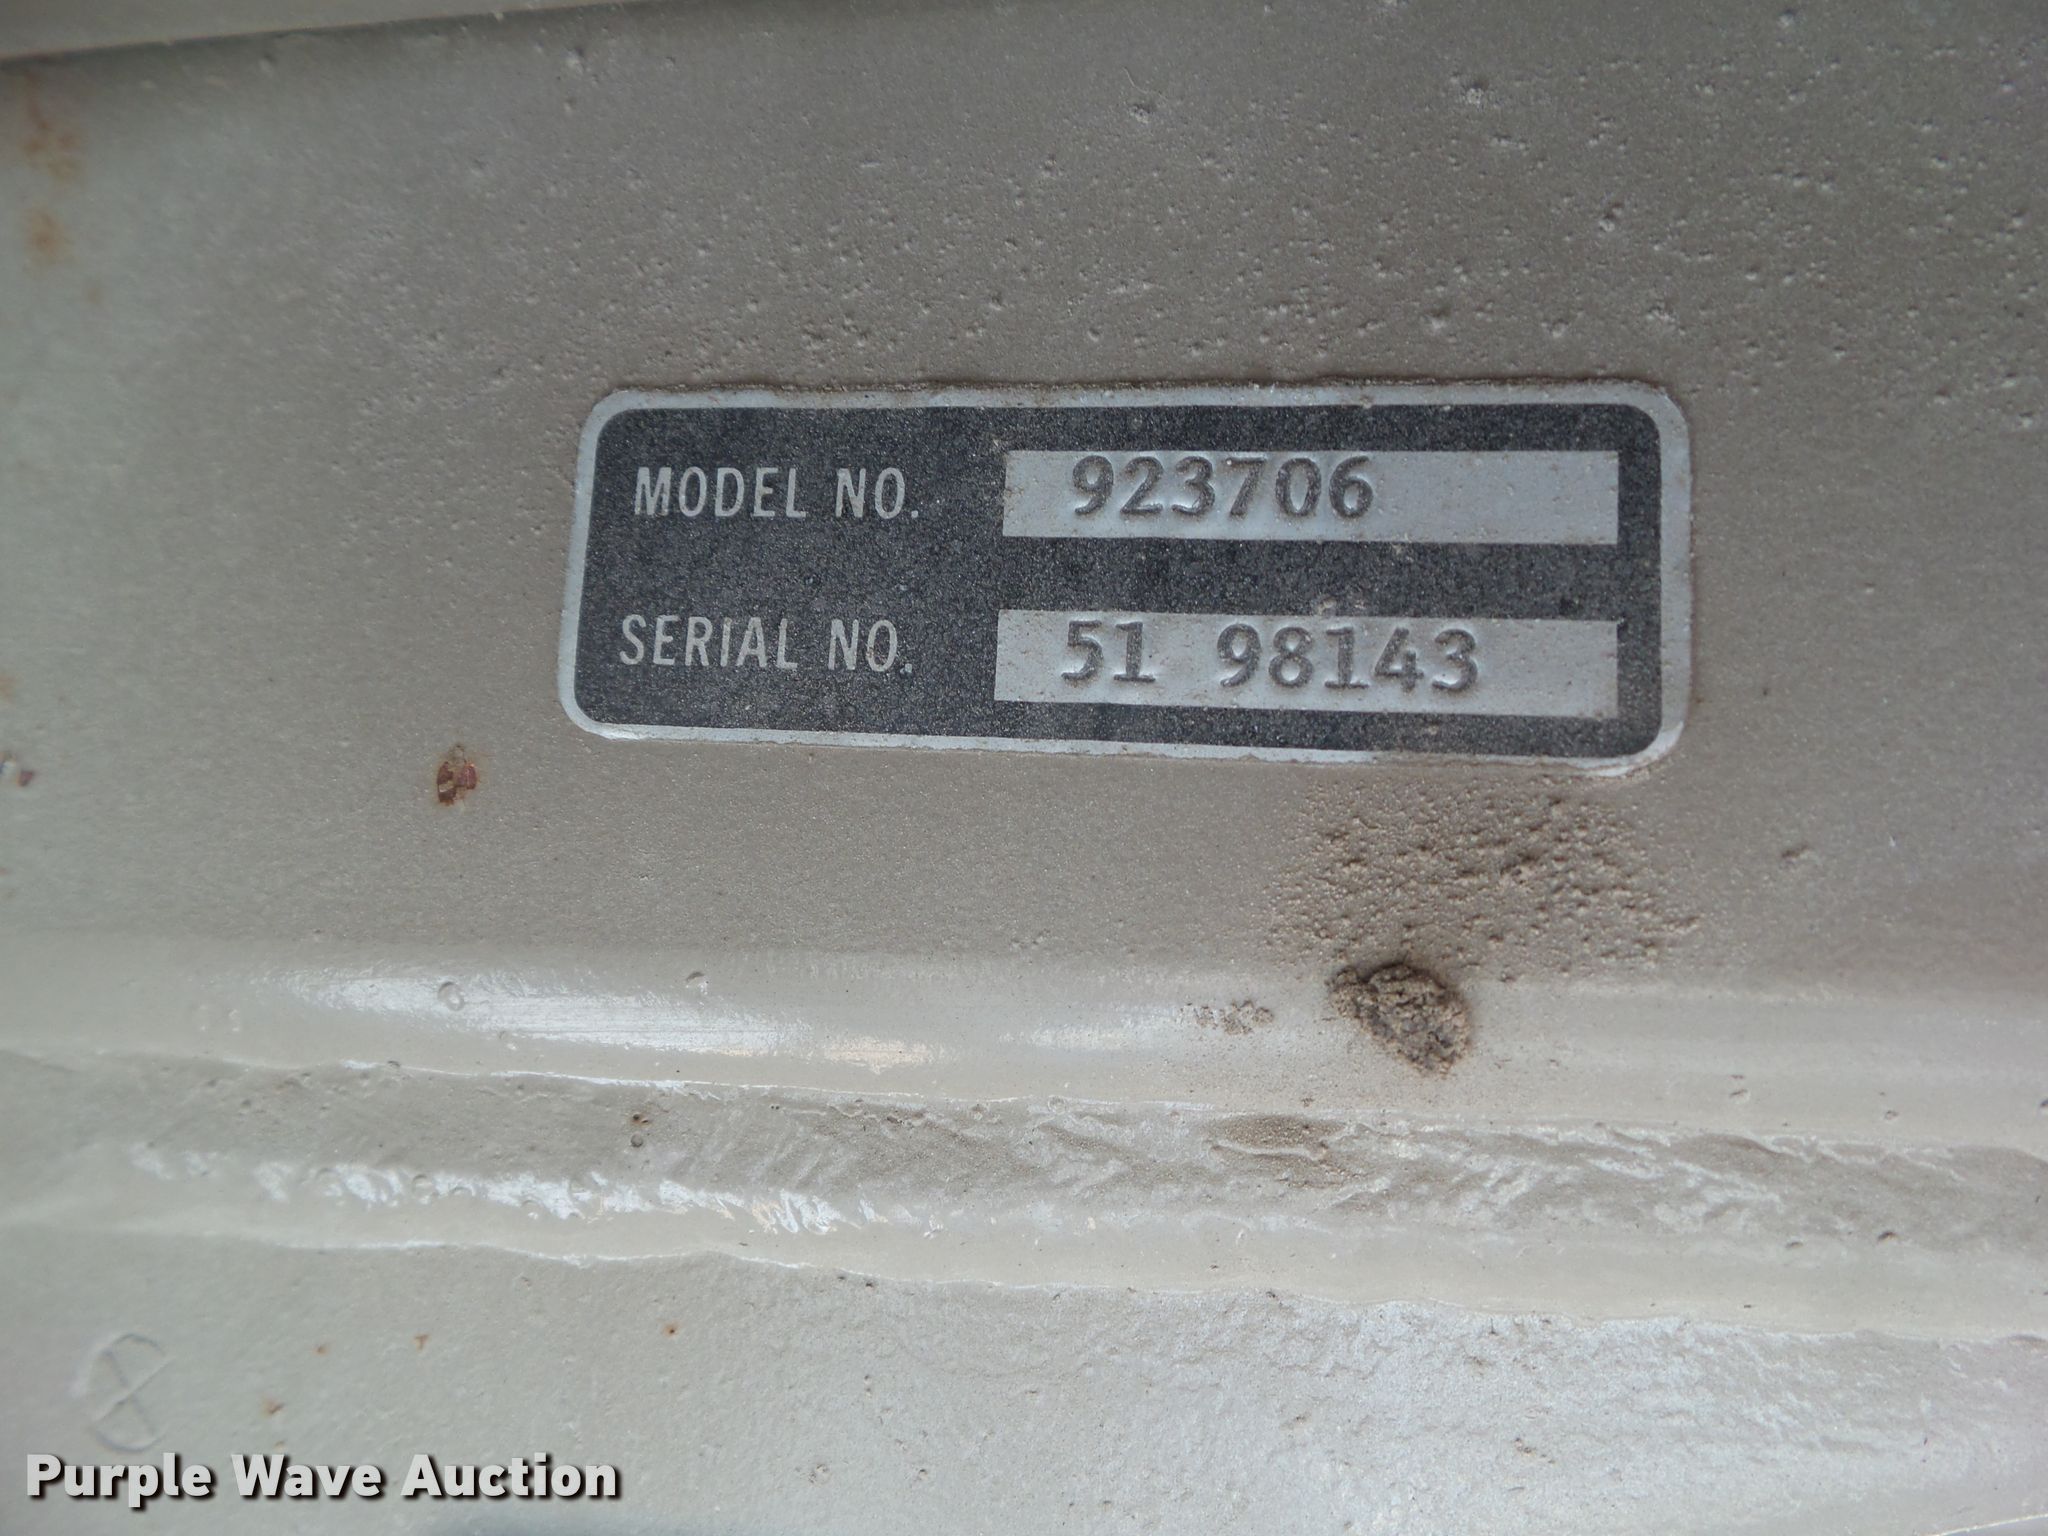 MODEL NO. 923706
SERIAL NO. 51 98143
Purple Wave Auction